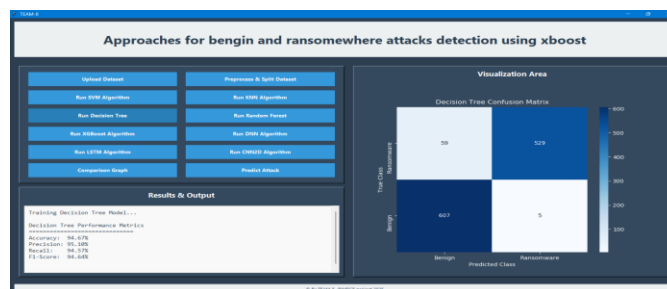 TEAM-8
Approaches for bengin and ransomewhere attacks detection using xboost
Upload Dataset
Preprocess & Split Dataset
Run SVM Algorithm
Run KNN Algorithm
Run Decision Tree
Run Random Forest
Run XGBoost Algorithm
Run DNN Algorithm
Run LSTM Algorithm
Run CNN2D Algorithm
Comparison Graph
Predict Attack
Results & Output
Training Decision Tree Model...
Decision Tree Performance Metrics
==============================
Accuracy: 94.67%
Precision: 95.10%
Recall: 94.57%
F1-Score: 94.64%
Visualization Area
Decision Tree Confusion Matrix
True Class
Ransomware
Benign
59
529
607
5
Benign
Ransomware
Predicted Class
600
500
400
300
200
100